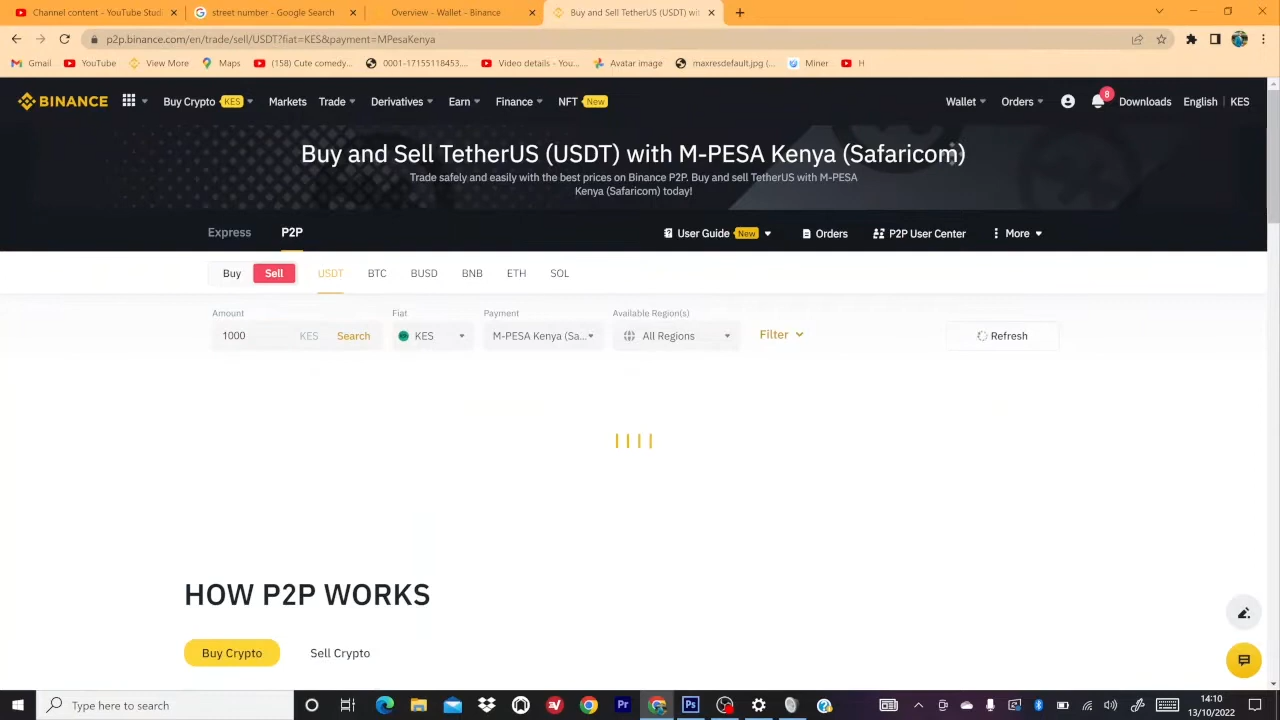 Channel content - YouTube Studi
street number - Google Search
Overview - Wallet - Binance
Buy and Sell TetherUS (USDT) wit
p2p.binance.com/en/trade/sell/USDT?fiat=KES&payment=MPesaKenya
Gmail
YouTube
View More
Maps
(158) Cute comedy...
0001-17155118453....
Video details - You...
Avatar image
maxresdefault.jpg (...
Miner
H
BINANCE
Buy Crypto KES
Markets
Trade
Derivatives
Earn
Finance
NFT New
Wallet
Orders
8
Downloads
English | KES
Buy and Sell TetherUS (USDT) with M-PESA Kenya (Safaricom)
Trade safely and easily with the best prices on Binance P2P. Buy and sell TetherUS with M-PESA
Kenya (Safaricom) today!
Express
P2P
User Guide New
Orders
P2P User Center
More
Buy
Sell
USDT
BTC
BUSD
BNB
ETH
SOL
Amount
Fiat
Payment
Available Region(s)
1000 KES Search
KES
M-PESA Kenya (Sa...
All Regions
Filter
Refresh
HOW P2P WORKS
Buy Crypto
Sell Crypto
Type here to search
Pr
Ps
14:10
13/10/2022